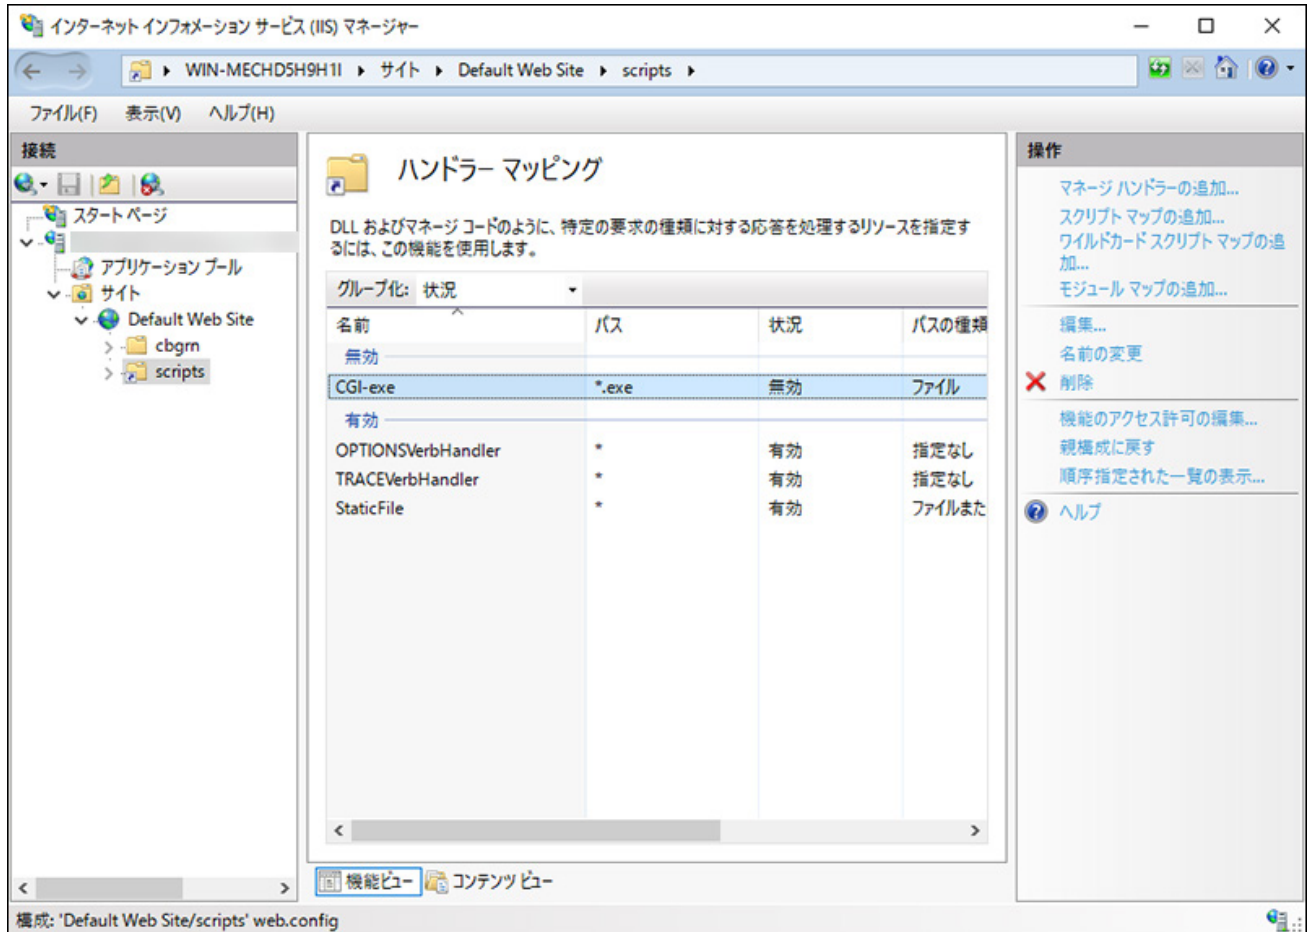 インターネット インフォメーション サービス (IIS) マネージャー
WIN-MECHD5H9H1I サイト Default Web Site scripts
ファイル(F) 表示(V) ヘルプ(H)
接続
スタート ページ
アプリケーション プール
サイト
Default Web Site
cbgrn
scripts
ハンドラー マッピング
DLL およびマネージ コードのように、特定の要求の種類に対する応答を処理するリソースを指定す
るには、この機能を使用します。
グループ化: 状況
名前 パス 状況 パスの種類
無効
CGI-exe *.exe 無効 ファイル
有効
OPTIONSVerbHandler * 有効 指定なし
TRACEVerbHandler * 有効 指定なし
StaticFile * 有効 ファイルまた
機能ビュー コンテンツ ビュー
操作
マネージ ハンドラーの追加...
スクリプト マップの追加...
ワイルドカード スクリプト マップの追
加...
モジュール マップの追加...
編集...
名前の変更
削除
機能のアクセス許可の編集...
親構成に戻す
順序指定された一覧の表示...
ヘルプ
構成: 'Default Web Site/scripts' web.config